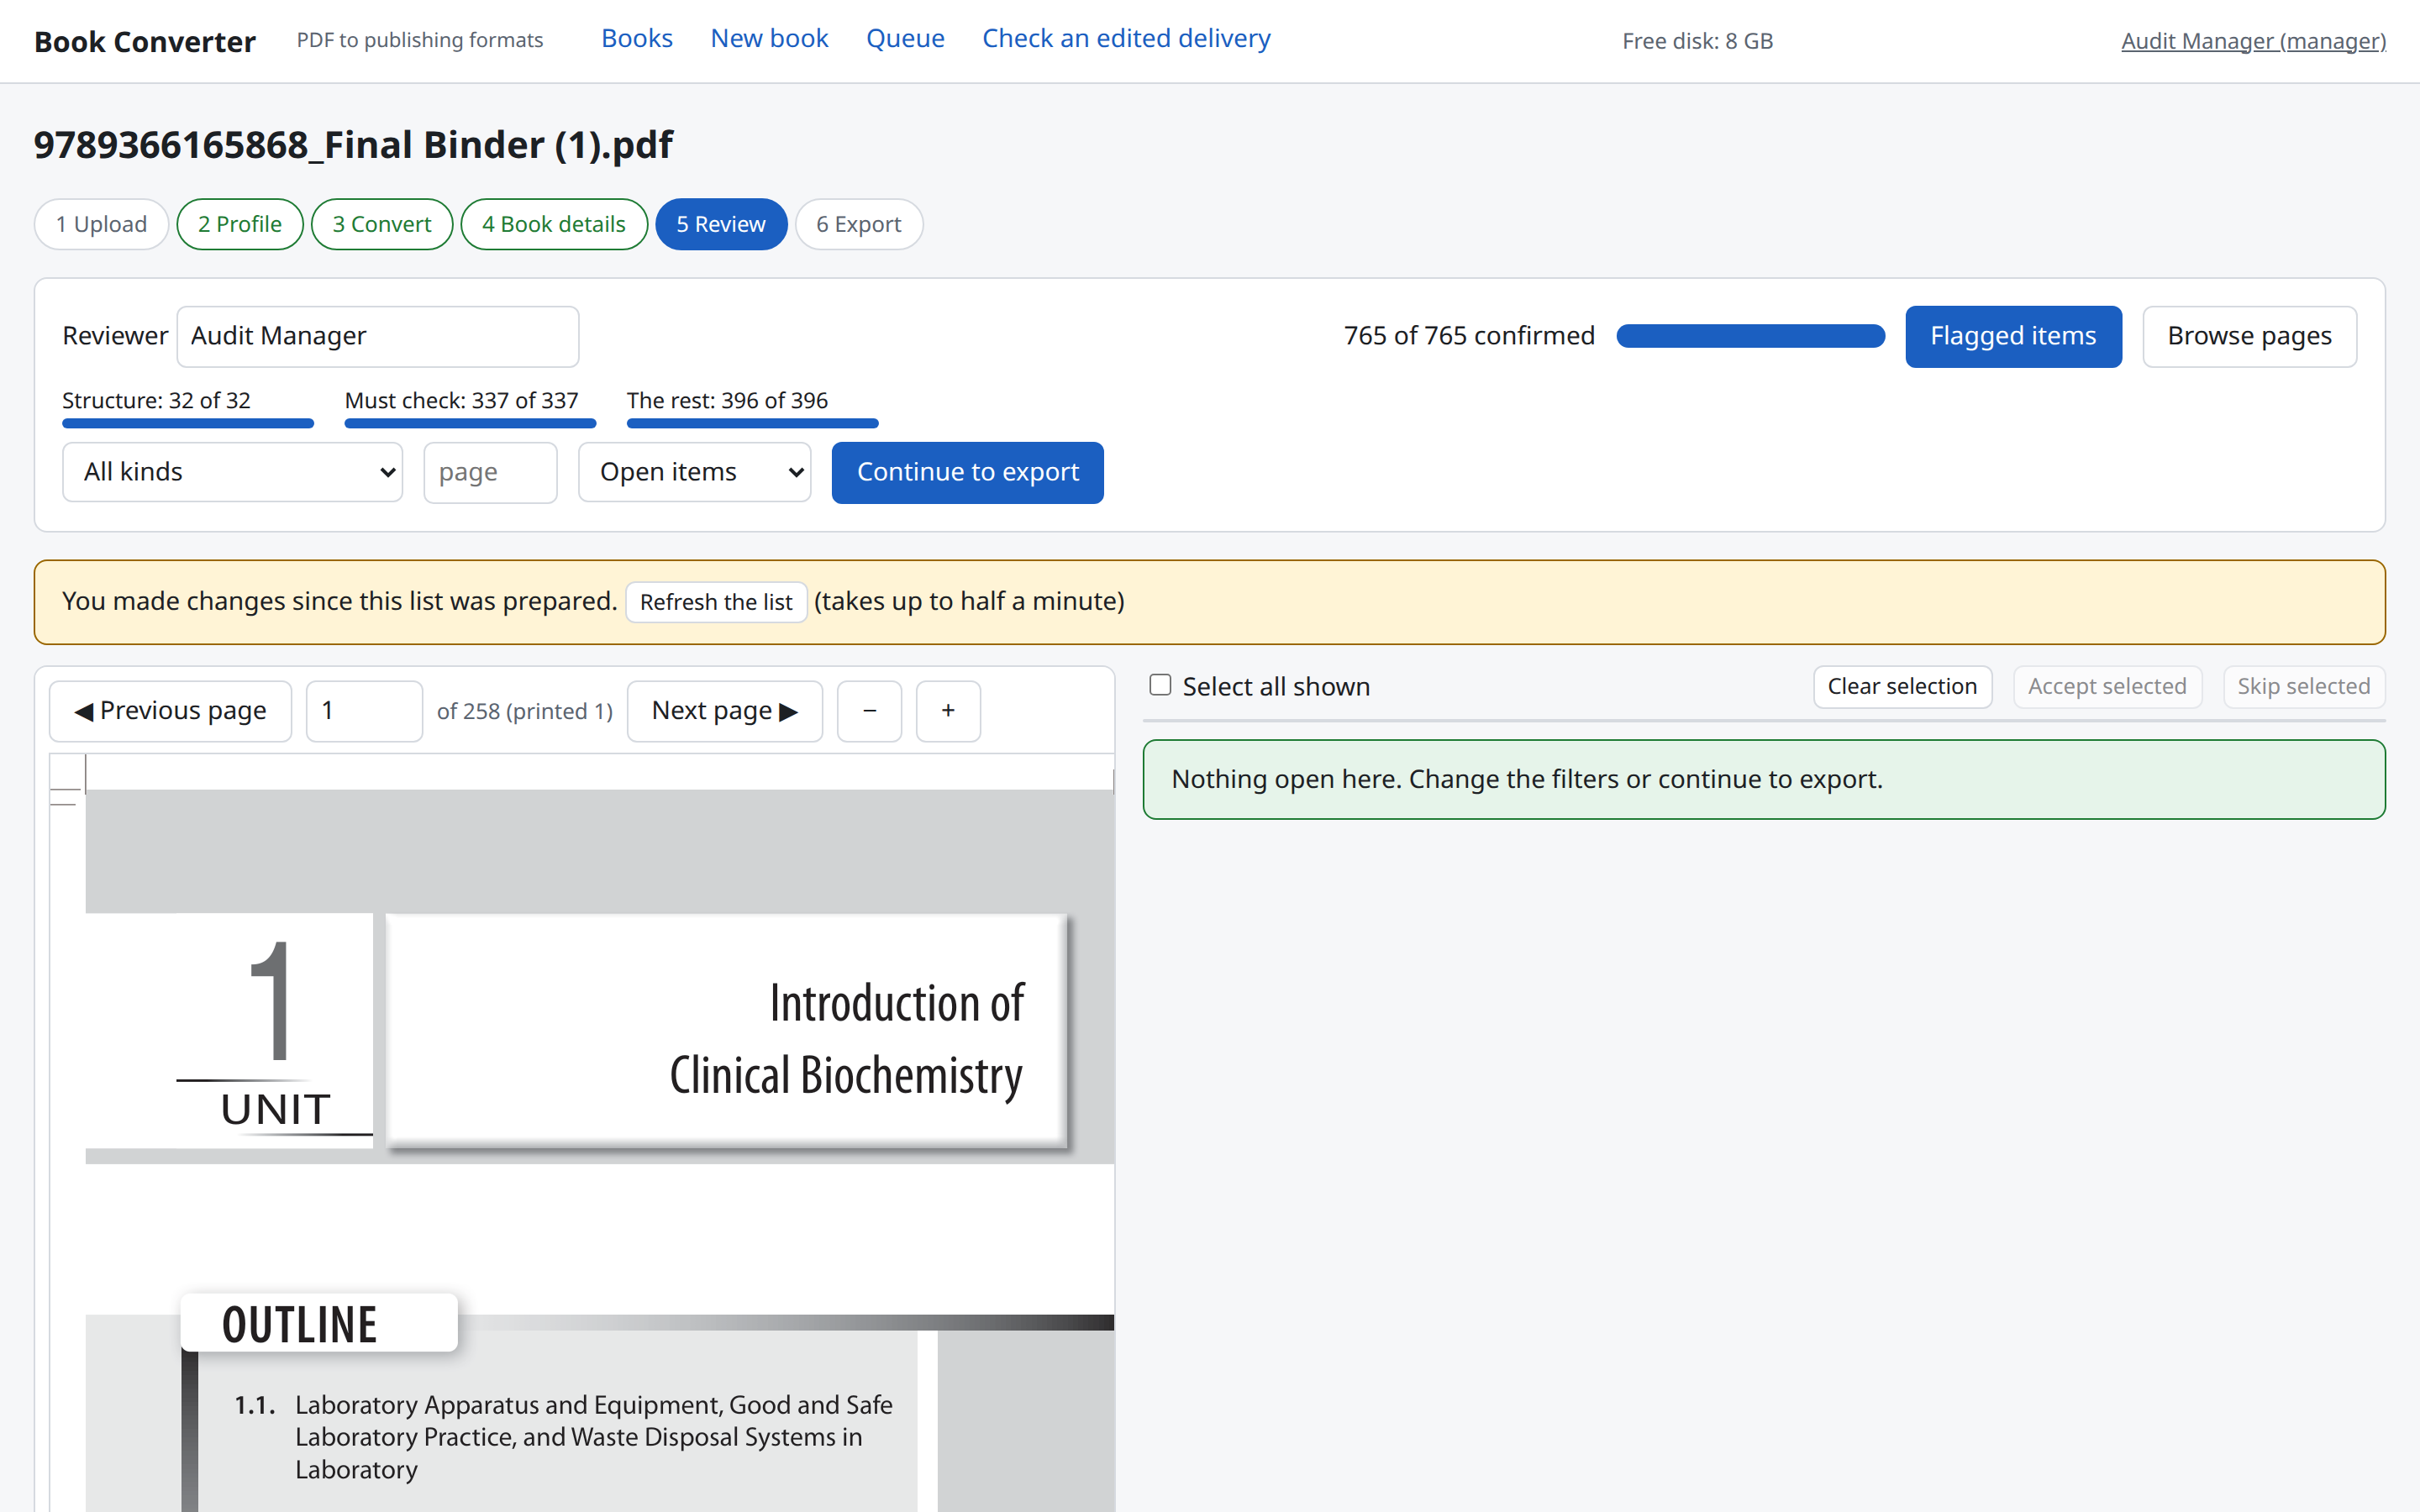 Book Converter PDF to publishing formats Books New book Queue Check an edited delivery Free disk: 8 GB Audit Manager (manager)
9789366165868_Final Binder (1).pdf
1 Upload 2 Profile 3 Convert 4 Book details 5 Review 6 Export
Reviewer Audit Manager 765 of 765 confirmed Flagged items Browse pages
Structure: 32 of 32 Must check: 337 of 337 The rest: 396 of 396
All kinds page Open items Continue to export
You made changes since this list was prepared. Refresh the list (takes up to half a minute)
◀ Previous page 1 of 258 (printed 1) Next page ▶ − +
Select all shown Clear selection Accept selected Skip selected
Nothing open here. Change the filters or continue to export.
1
UNIT
Introduction of
Clinical Biochemistry
OUTLINE
1.1. Laboratory Apparatus and Equipment, Good and Safe
Laboratory Practice, and Waste Disposal Systems in
Laboratory